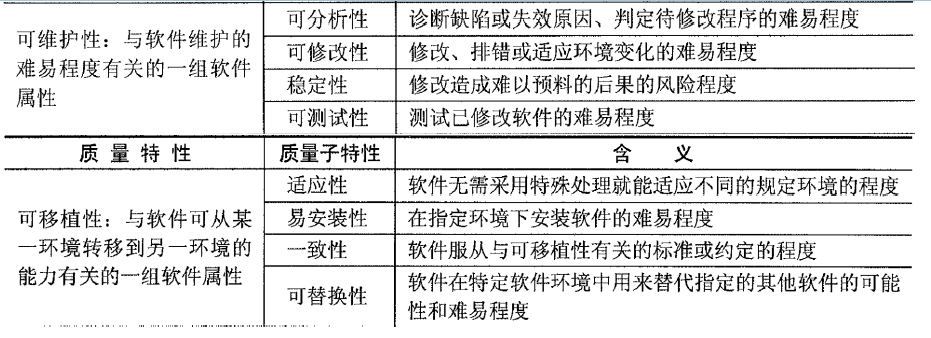 可维护性：与软件维护的
难易程度有关的一组软件
属性
可分析性
诊断缺陷或失效原因、判定待修改程序的难易程度
可修改性
修改、排错或适应环境变化的难易程度
稳定性
修改造成难以预料的后果的风险程度
可测试性
测试已修改软件的难易程度
质 量 特 性
质量子特性
含 义
可移植性：与软件可从某
一环境转移到另一环境的
能力有关的一组软件属性
适应性
软件无需采用特殊处理就能适应不同的规定环境的程度
易安装性
在指定环境下安装软件的难易程度
一致性
软件服从与可移植性有关的标准或约定的程度
可替换性
软件在特定软件环境中用来替代指定的其他软件的可能
性和难易程度